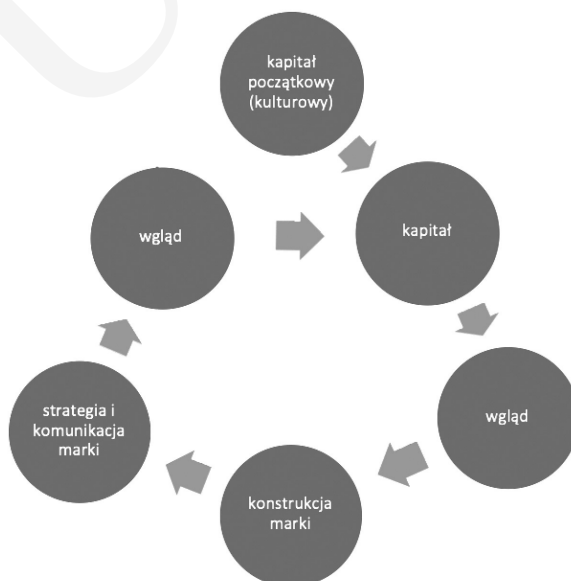 kapitał
początkowy
(kulturowy)
wgląd
kapitał
wgląd
konstrukcja
marki
strategia i
komunikacja
marki